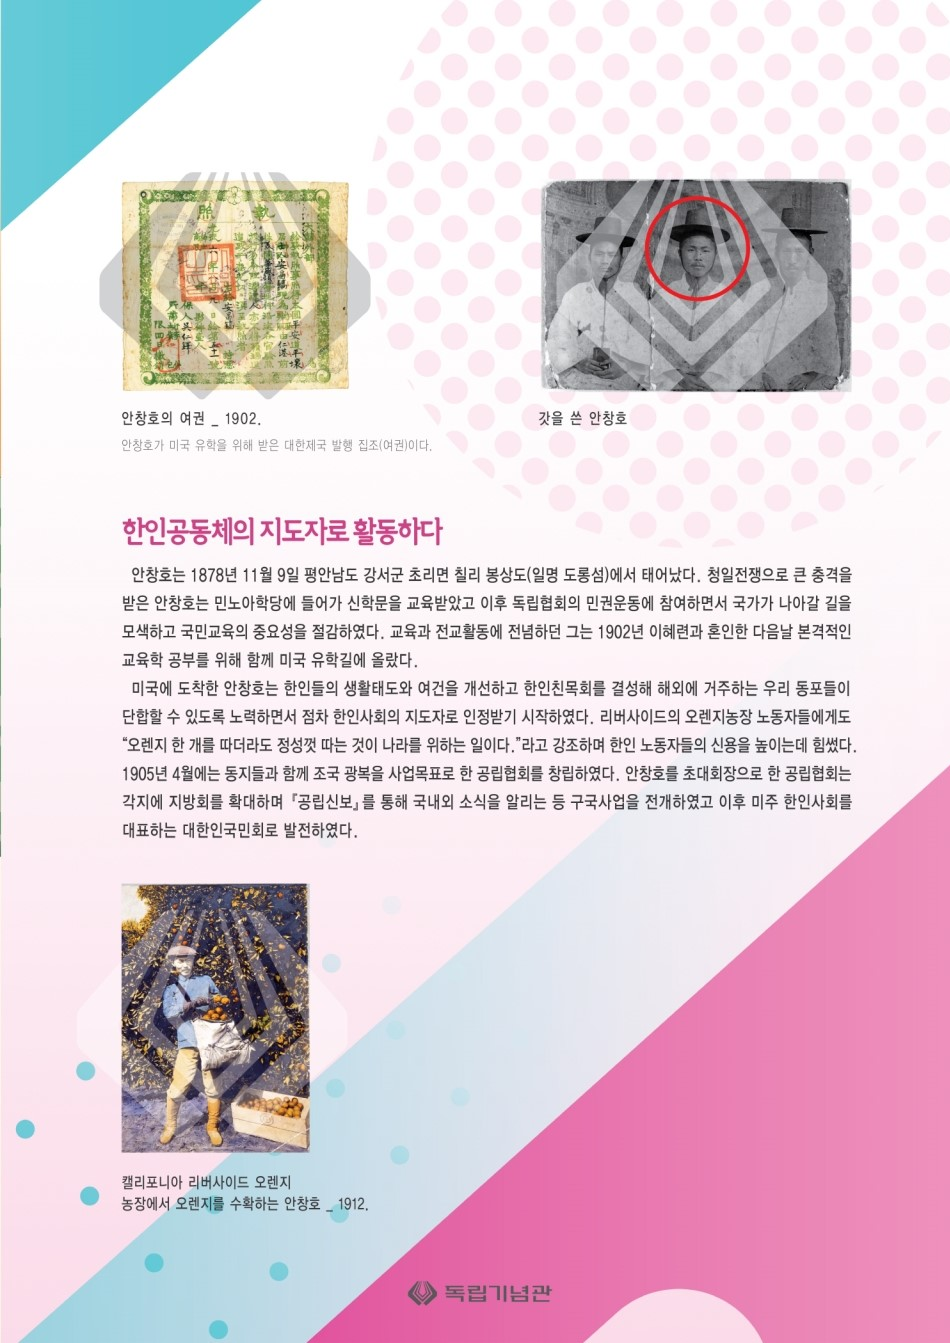 안창호의 여권 _ 1902.
안창호가 미국 유학을 위해 받은 대한제국 발행 집조(여권)이다.
갓을 쓴 안창호
한인공동체의 지도자로 활동하다
안창호는 1878년 11월 9일 평안남도 강서군 초리면 칠리 봉상도(일명 도롱섬)에서 태어났다. 청일전쟁으로 큰 충격을
받은 안창호는 민노아학당에 들어가 신학문을 교육받았고 이후 독립협회의 민권운동에 참여하면서 국가가 나아갈 길을
모색하고 국민교육의 중요성을 절감하였다. 교육과 전교활동에 전념하던 그는 1902년 이혜련과 혼인한 다음날 본격적인
교육학 공부를 위해 함께 미국 유학길에 올랐다.
미국에 도착한 안창호는 한인들의 생활태도와 여건을 개선하고 한인친목회를 결성해 해외에 거주하는 우리 동포들이
단합할 수 있도록 노력하면서 점차 한인사회의 지도자로 인정받기 시작하였다. 리버사이드의 오렌지농장 노동자들에게도
“오렌지 한 개를 따더라도 정성껏 따는 것이 나라를 위하는 일이다.”라고 강조하며 한인 노동자들의 신용을 높이는데 힘썼다.
1905년 4월에는 동지들과 함께 조국 광복을 사업목표로 한 공립협회를 창립하였다. 안창호를 초대회장으로 한 공립협회는
각지에 지방회를 확대하며 『공립신보』를 통해 국내외 소식을 알리는 등 구국사업을 전개하였고 이후 미주 한인사회를
대표하는 대한인국민회로 발전하였다.
캘리포니아 리버사이드 오렌지
농장에서 오렌지를 수확하는 안창호 _ 1912.
독립기념관